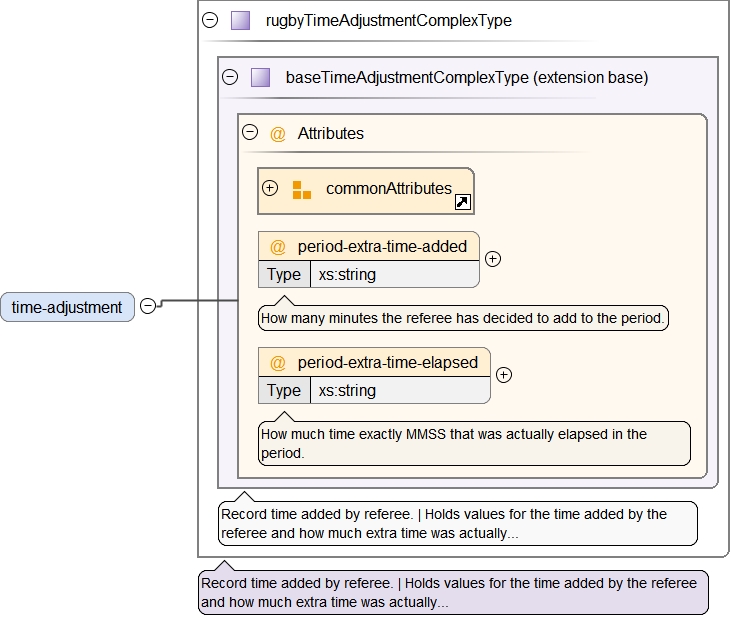 rugbyTimeAdjustmentComplexType
baseTimeAdjustmentComplexType (extension base)
@ Attributes
commonAttributes
@ period-extra-time-added
Type xs:string
How many minutes the referee has decided to add to the period.
time-adjustment
@ period-extra-time-elapsed
Type xs:string
How much time exactly MMSS that was actually elapsed in the
period.
Record time added by referee. | Holds values for the time added by the
referee and how much extra time was actually...
Record time added by referee. | Holds values for the time added by the referee
and how much extra time was actually...